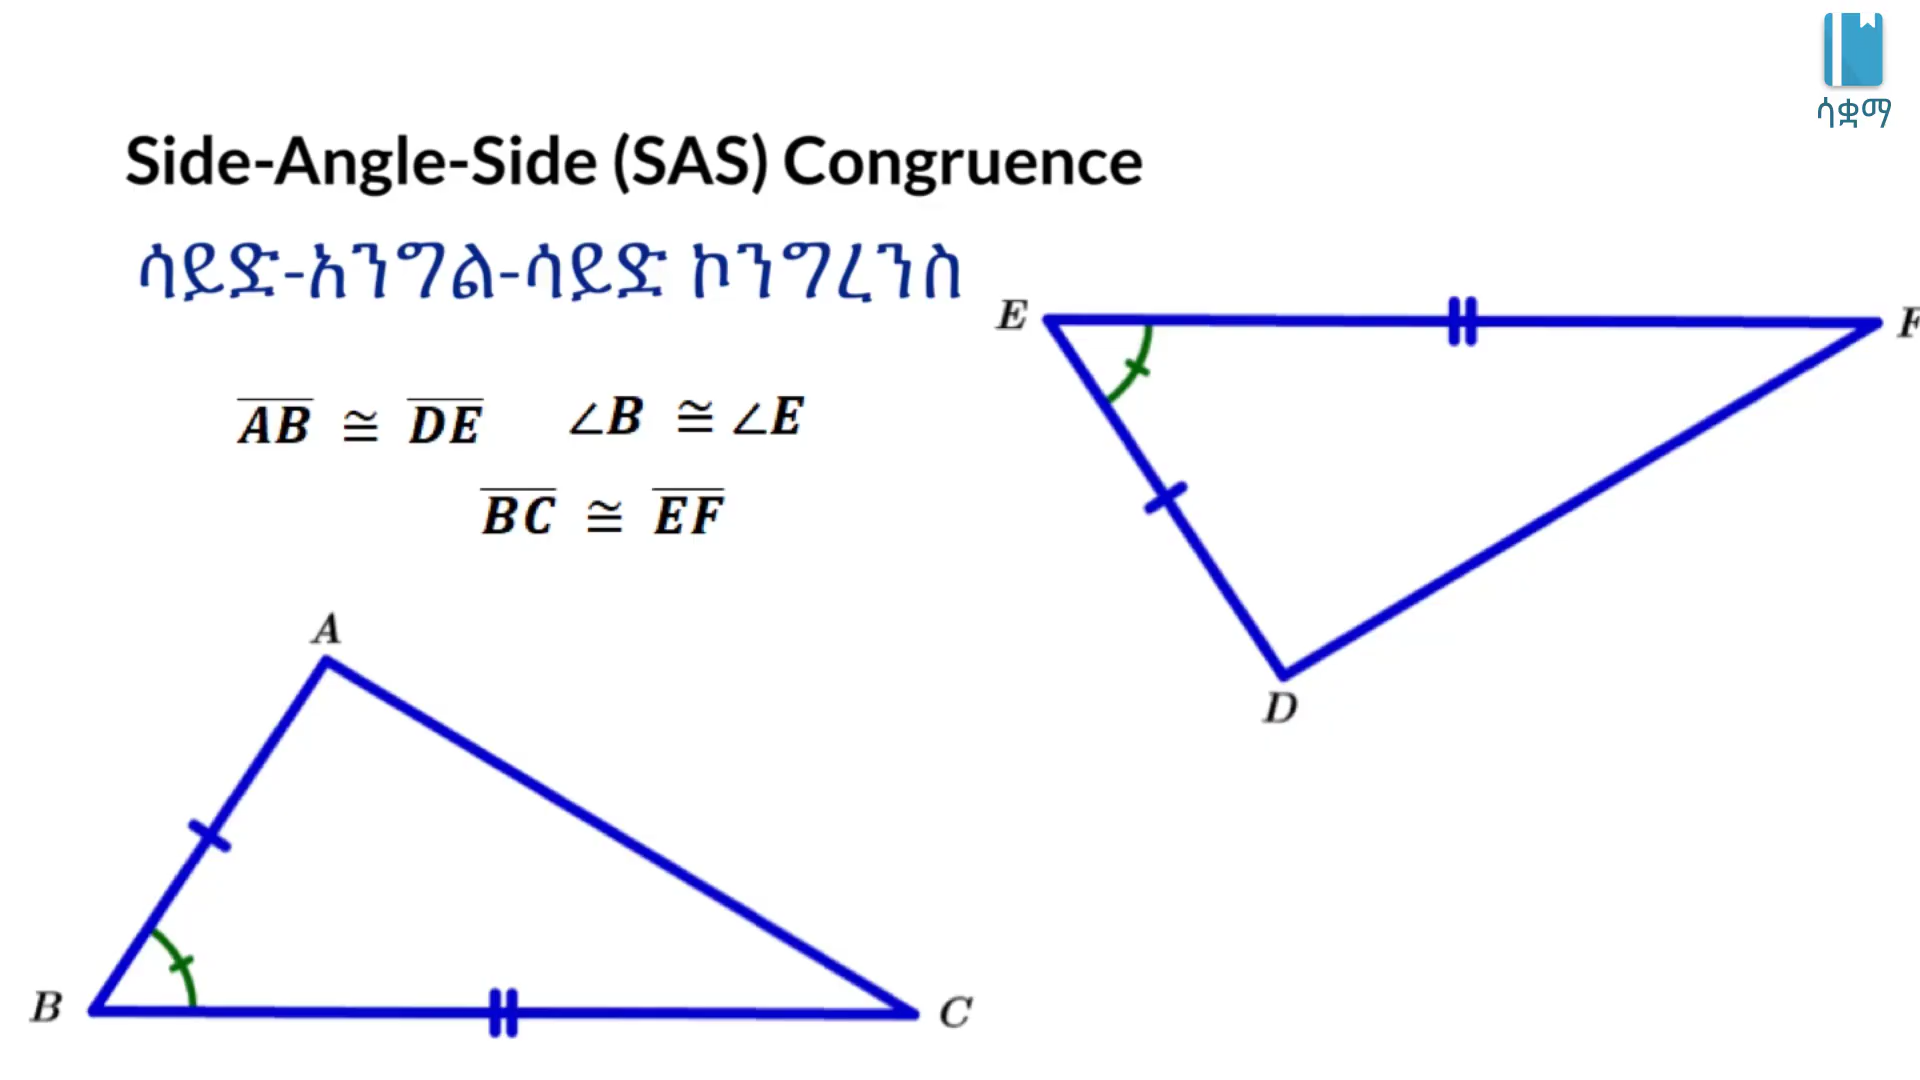 ሳቋማ
Side-Angle-Side (SAS) Congruence
ሳይድ-አንግል-ሳይድ ኮንግረንስ
E
F
AB ≅ DE ∠B ≅ ∠E
BC ≅ EF
A
D
B
C